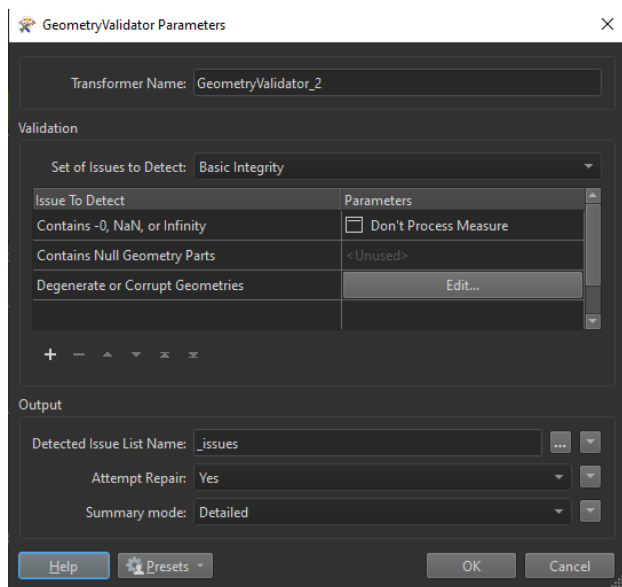 GeometryValidator Parameters
Transformer Name: GeometryValidator_2
Validation
Set of Issues to Detect: Basic Integrity
Issue To Detect Parameters
Contains -0, NaN, or Infinity Don't Process Measure
Contains Null Geometry Parts <Unused>
Degenerate or Corrupt Geometries Edit...
Output
Detected Issue List Name: _issues ...
Attempt Repair: Yes
Summary mode: Detailed
Help Presets OK Cancel